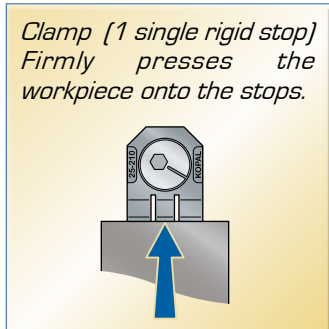 Clamp (1 single rigid stop)
Firmly presses the
workpiece onto the stops.
25-210
KOPAL